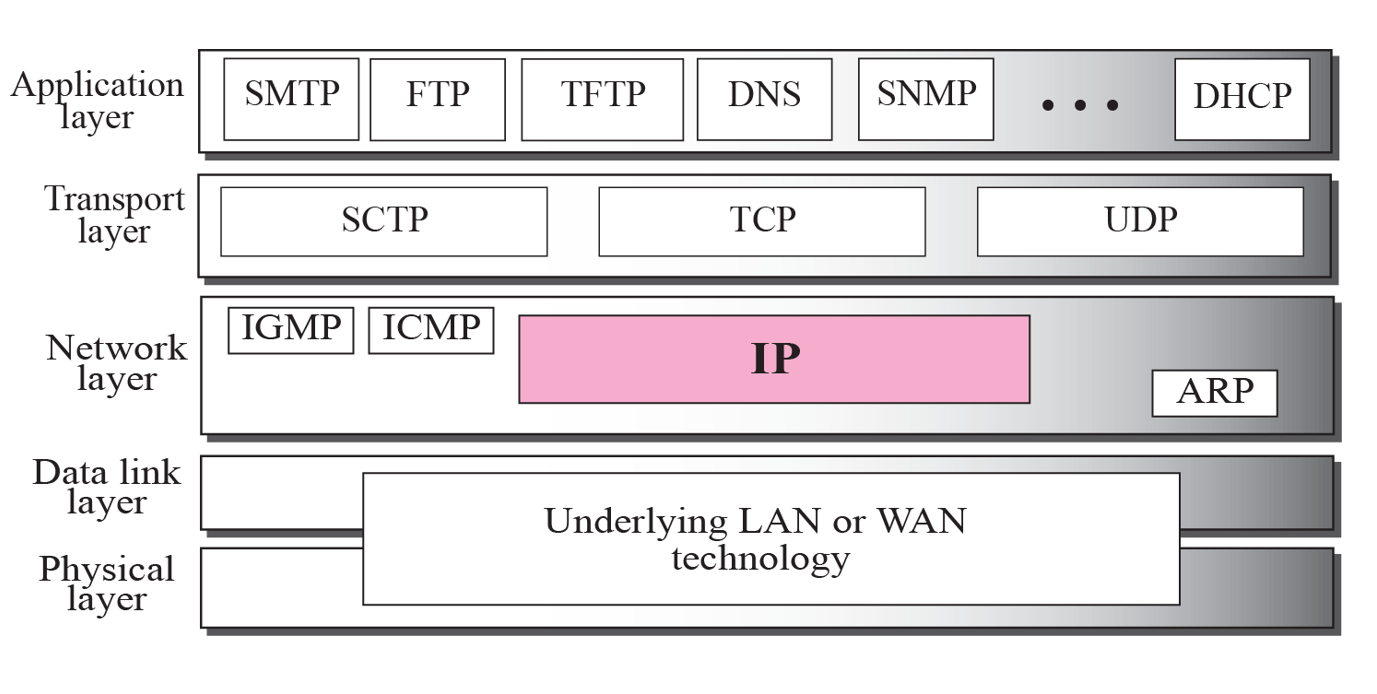 Application
layer
SMTP
FTP
TFTP
DNS
SNMP
• • •
DHCP
Transport
layer
SCTP
TCP
UDP
Network
layer
IGMP
ICMP
IP
ARP
Data link
layer
Underlying LAN or WAN
technology
Physical
layer